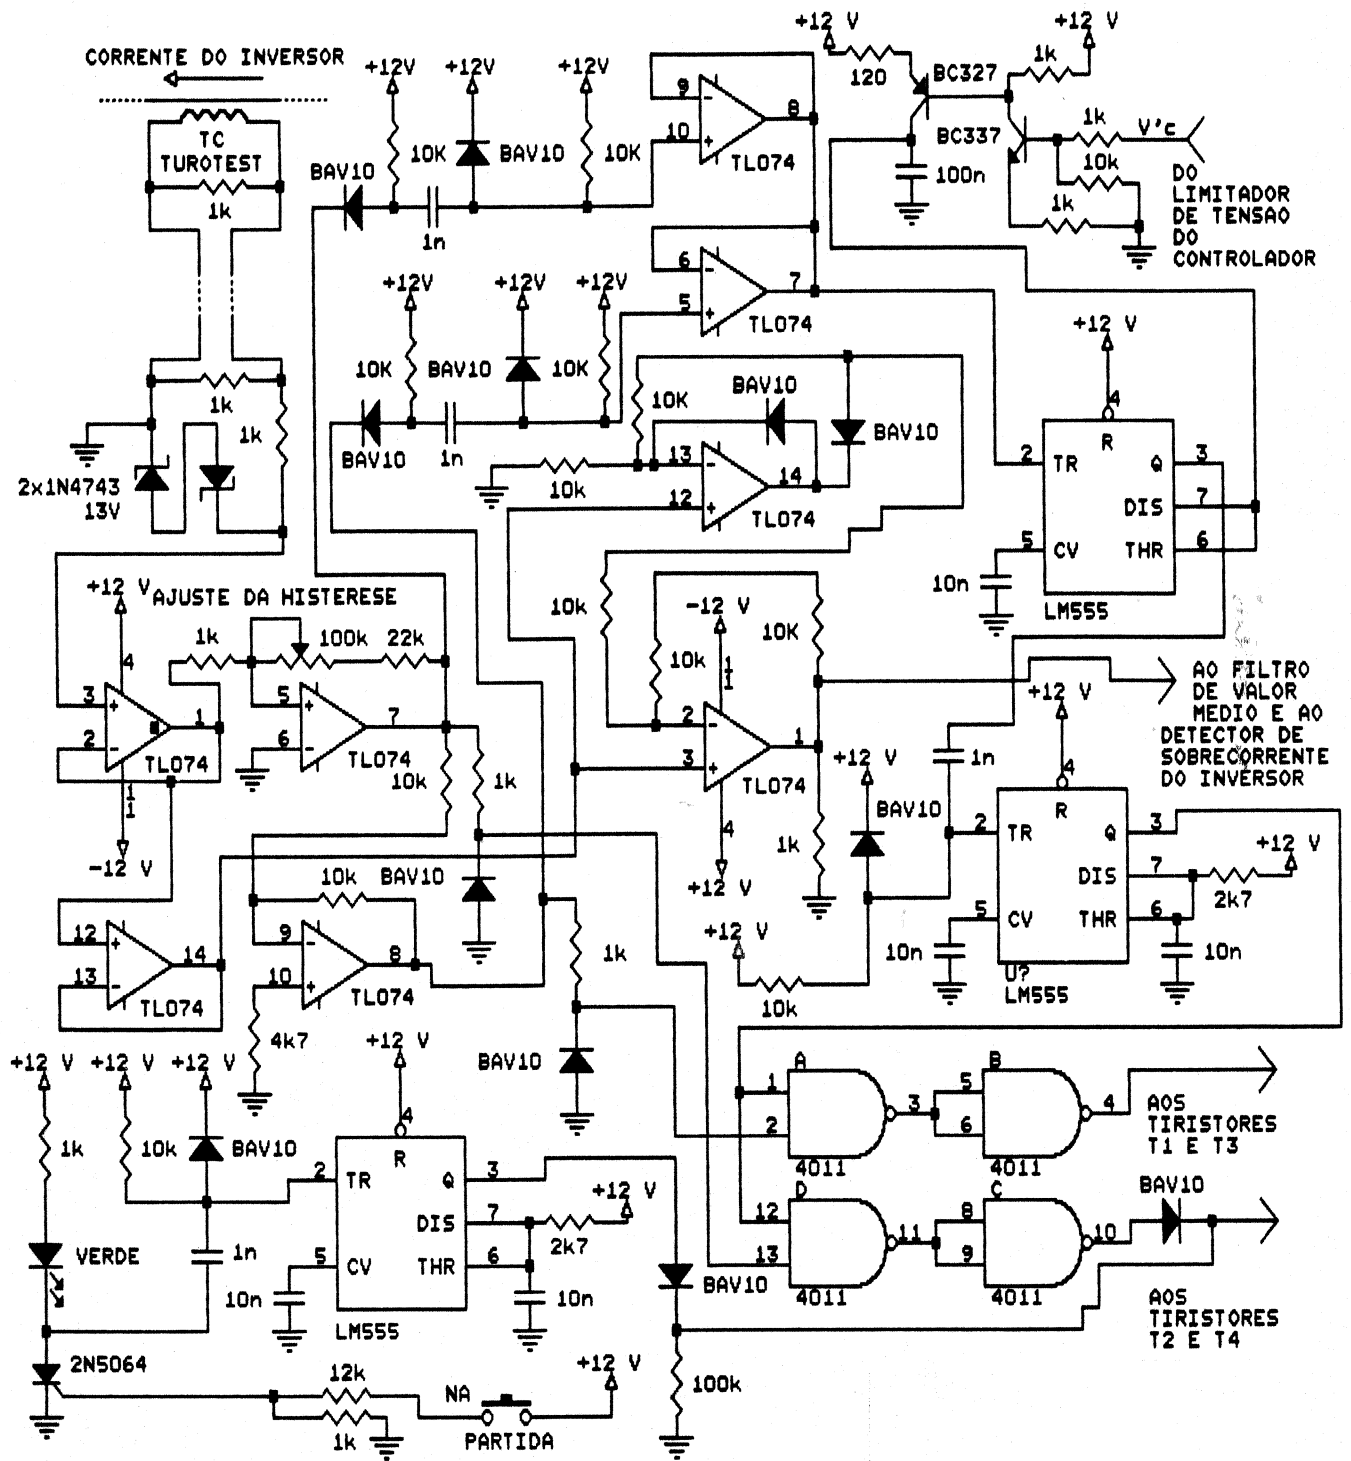 CORRENTE DO INVERSOR
TC
TUROTEST
1k
1k
1k
2x1N4743
13V
+12V
+12V
+12V
10K
BAV10
10K
BAV10
1n
9
10
8
TL074
+12V
+12V
+12V
10K
BAV10
10K
BAV10
1n
6
5
7
TL074
+12 V
+12 V
120
BC327
1k
BC337
1k
V'c
100n
10k
1k
DO
LIMITADOR
DE TENSAO
DO
CONTROLADOR
10K
BAV10
BAV10
10k
13
12
14
TL074
+12 V
4
R
2
TR
Q
3
DIS
7
5
CV
THR
6
10n
LM555
+12 V
AJUSTE DA HISTERESE
1k
100k
22k
4
3
2
1
TL074
11
-12 V
5
6
7
TL074
10k
1k
10k
-12 V
10K
10k
11
2
3
1
TL074
4
+12 V
1k
AO FILTRO
DE VALOR
MEDIO E AO
DETECTOR DE
SOBRECORRENTE
DO INVERSOR
+12 V
+12 V
1n
BAV10
4
R
2
TR
Q
3
+12 V
DIS
7
2k7
5
CV
THR
6
10n
10n
U?
LM555
+12 V
10k
10k
BAV10
12
13
14
TL074
9
10
8
TL074
4k7
1k
BAV10
+12 V
+12 V
+12 V
+12 V
1k
10k
BAV10
4
R
2
TR
Q
3
+12 V
DIS
7
2k7
5
CV
THR
6
VERDE
1n
10n
10n
LM555
2N5064
12k
NA
+12 V
1k
PARTIDA
BAV10
100k
A
B
1
2
3
5
6
4
4011
4011
AOS
TIRISTORES
T1 E T3
D
C
BAV10
12
13
11
8
9
10
4011
4011
AOS
TIRISTORES
T2 E T4